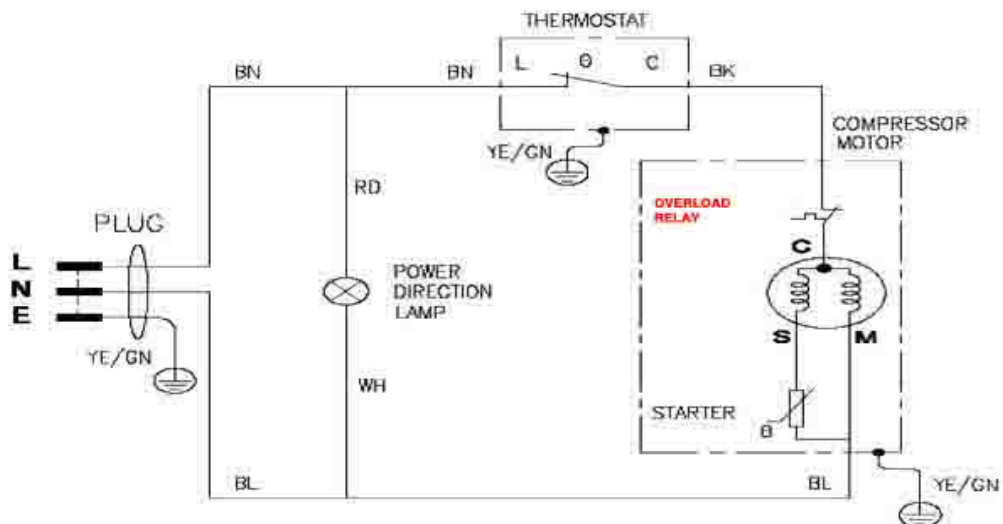 THERMOSTAT
L θ C
BN
BN
BK
YE/GN
COMPRESSOR
MOTOR
RD
OVERLOAD
RELAY
PLUG
L
N
E
C
POWER
DIRECTION
LAMP
S M
YE/GN
WH
STARTER
θ
BL
BL
YE/GN